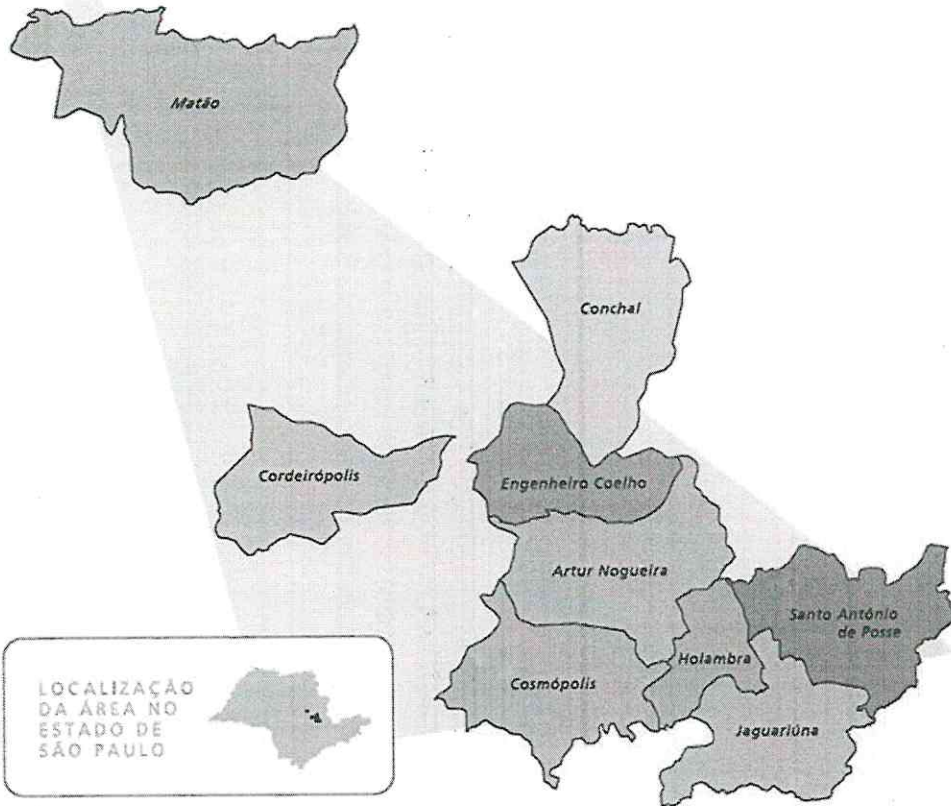 Matão
Conchal
Cordeirópolis
Engenheiro Coelho
Artur Nogueira
Santo Antônio
de Posse
Holambra
Cosmópolis
Jaguariúna
LOCALIZAÇÃO
DA ÁREA NO
ESTADO DE
SÃO PAULO